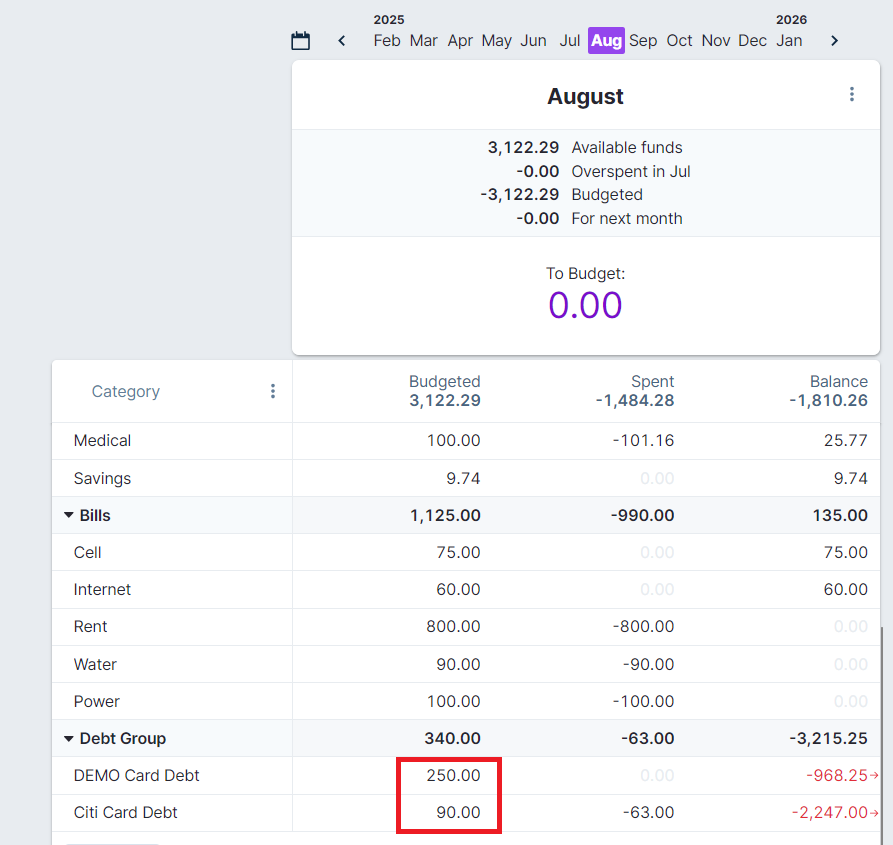 2025 2026
Feb Mar Apr May Jun Jul Aug Sep Oct Nov Dec Jan
August
3,122.29 Available funds
-0.00 Overspent in Jul
-3,122.29 Budgeted
-0.00 For next month
To Budget:
0.00
Category Budgeted Spent Balance
3,122.29 -1,484.28 -1,810.26
Medical 100.00 -101.16 25.77
Savings 9.74 0.00 9.74
Bills 1,125.00 -990.00 135.00
Cell 75.00 0.00 75.00
Internet 60.00 0.00 60.00
Rent 800.00 -800.00 0.00
Water 90.00 -90.00 0.00
Power 100.00 -100.00 0.00
Debt Group 340.00 -63.00 -3,215.25
DEMO Card Debt 250.00 0.00 -968.25→
Citi Card Debt 90.00 -63.00 -2,247.00→